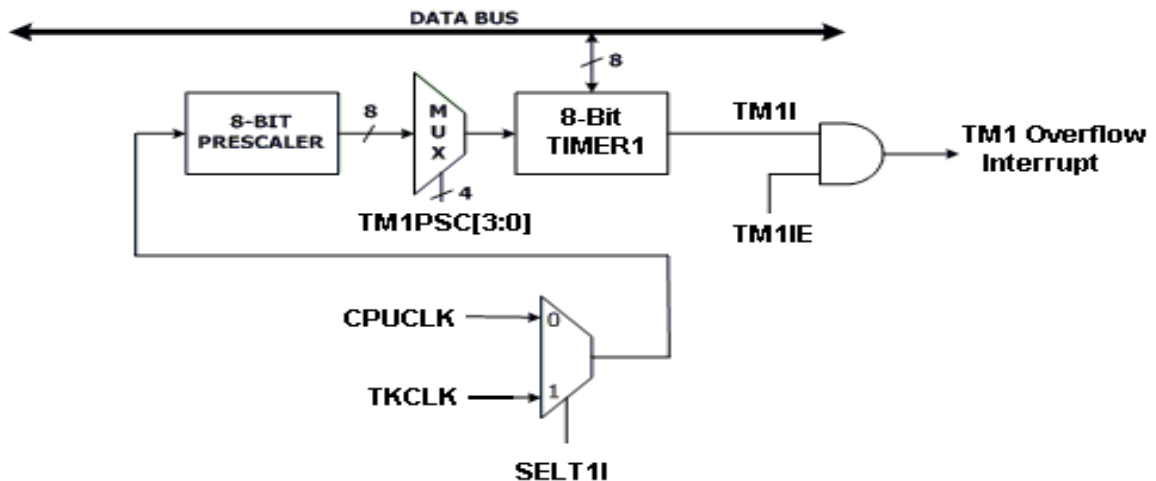 DATA BUS
8
8-BIT
PRESCALER
8
M
U
X
4
TM1PSC[3:0]
8-Bit
TIMER1
TM1I
TM1IE
TM1 Overflow
Interrupt
CPUCLK
0
TKCLK
1
SELT1I